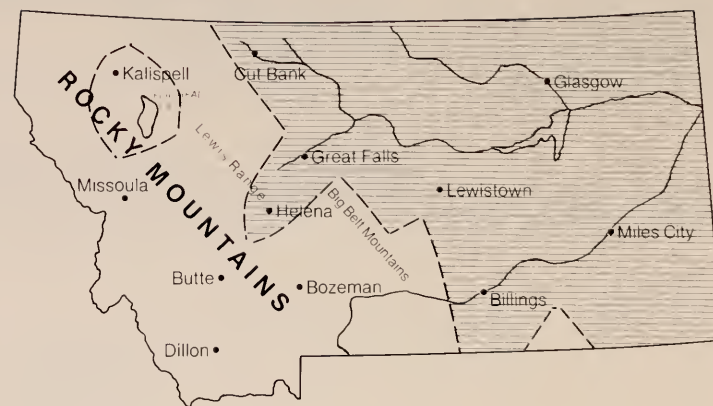 Kalispell
Cut Bank
Glasgow
ROCKY MOUNTAINS
Lewis Range
Great Falls
Missoula
Lewistown
Helena
Big Belt Mountains
Miles City
Butte
Bozeman
Billings
Dillon